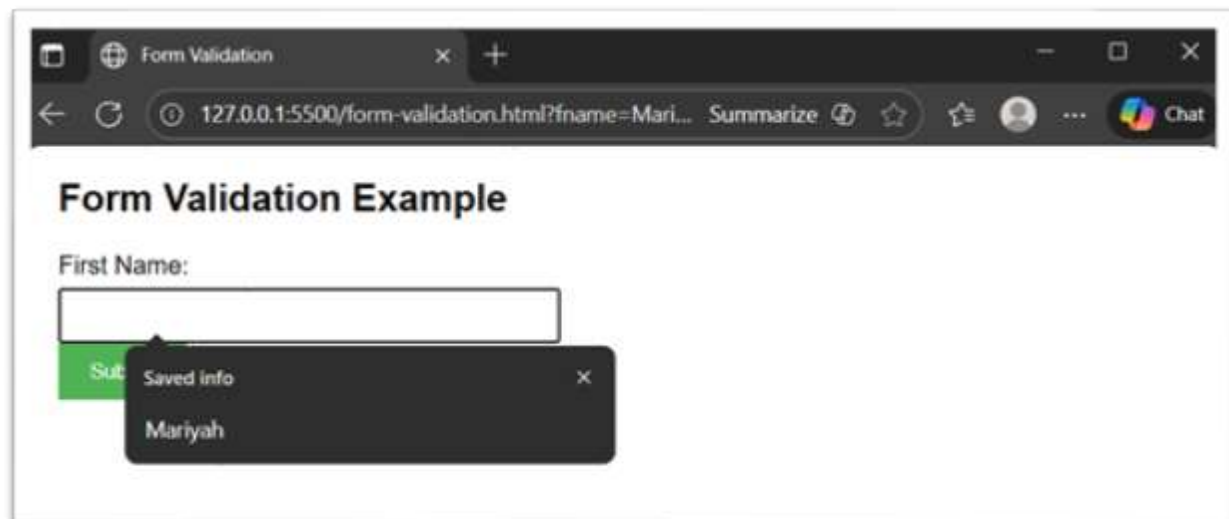 Form Validation
127.0.0.1:5500/form-validation.html?fname=Mari... Summarize
Chat
Form Validation Example
First Name:
Sub
Saved info
Mariyah